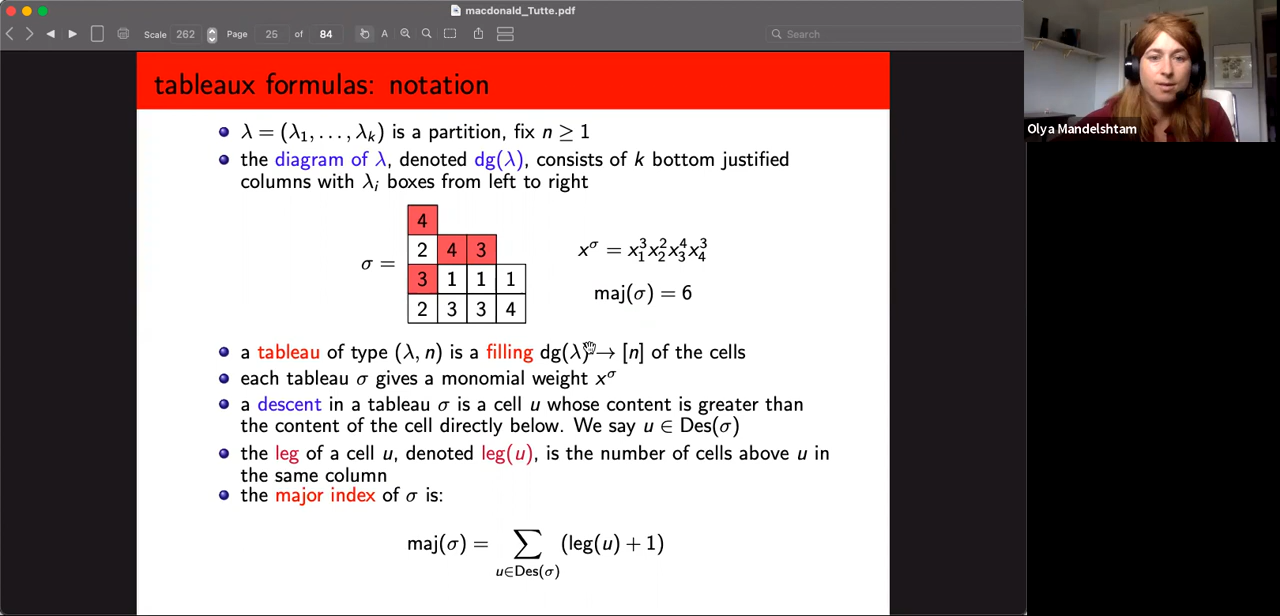 macdonald_Tutte.pdf
Scale 262 Page 25 of 84 A Search
tableaux formulas: notation
λ = (λ₁, . . . , λₖ) is a partition, fix n ≥ 1
the diagram of λ, denoted dg(λ), consists of k bottom justified
columns with λᵢ boxes from left to right
4
2 4 3
σ =
3 1 1 1
2 3 3 4
x^σ = x₁³x₂²x₃⁴x₄³
maj(σ) = 6
a tableau of type (λ, n) is a filling dg(λ) → [n] of the cells
each tableau σ gives a monomial weight x^σ
a descent in a tableau σ is a cell u whose content is greater than
the content of the cell directly below. We say u ∈ Des(σ)
the leg of a cell u, denoted leg(u), is the number of cells above u in
the same column
the major index of σ is:
maj(σ) = ∑ (leg(u) + 1)
u∈Des(σ)
Olya Mandelshtam